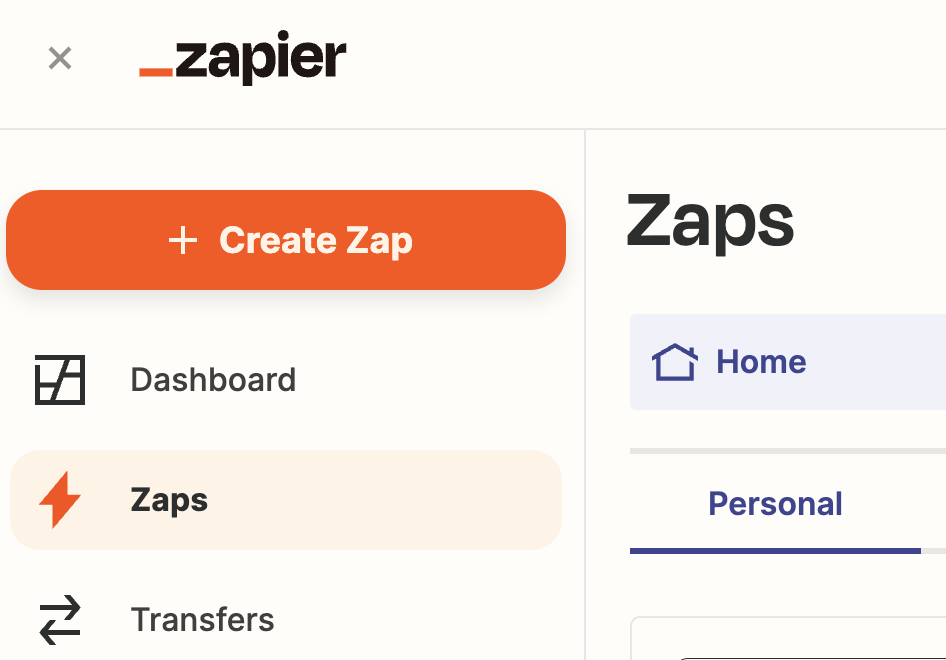 zapier
Create Zap
Dashboard
Zaps
Transfers
Zaps
Home
Personal